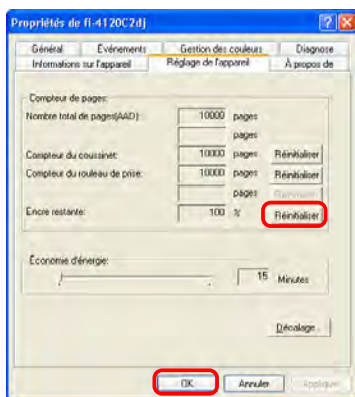 Propriétés de fi-4120C2dj
Général Événements Gestion des couleurs Diagnose
Informations sur l'appareil Réglage de l'appareil À propos de
Compteur de pages:
Nombre total de pages(AAD): 10000 pages
pages
Compteur du coussinet: 10000 pages Réinitialiser
Compteur du rouleau de prise: 10000 pages Réinitialiser
pages Réinitialiser
Encre restante: 100 % Réinitialiser
Économie d'énergie:
15 Minutes
Décalage...
OK Annuler Appliquer